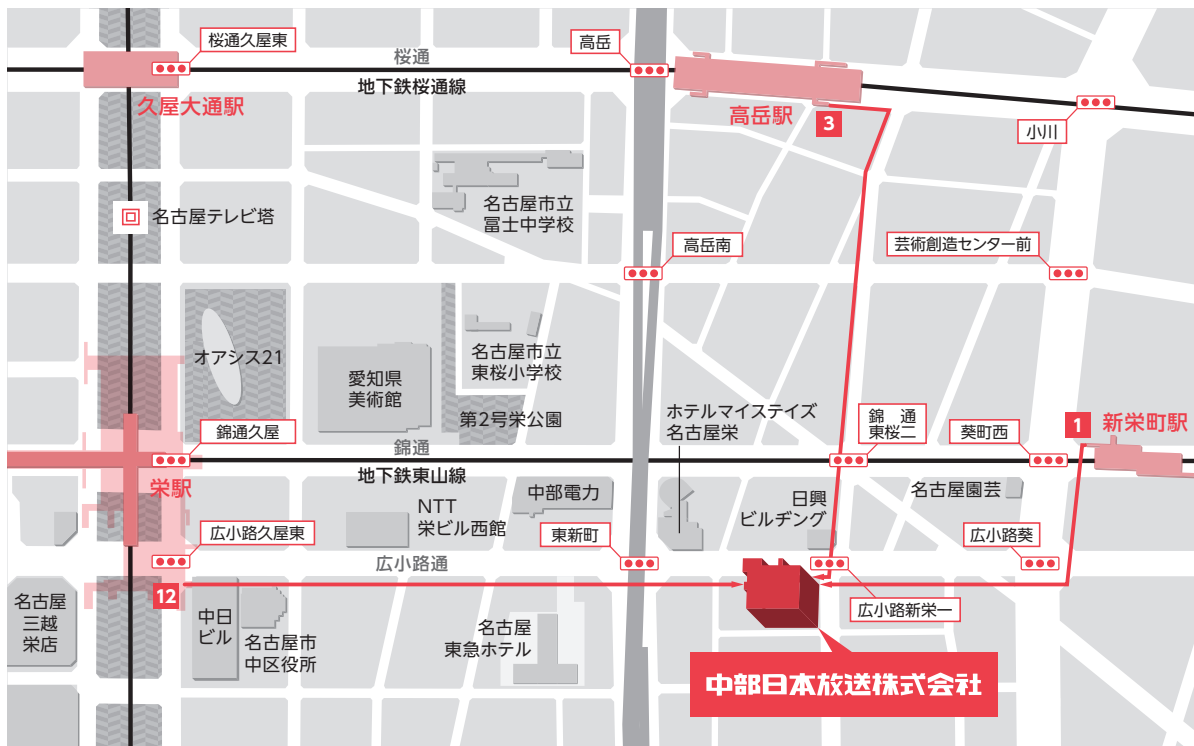 桜通久屋東
高岳
桜通
地下鉄桜通線
久屋大通駅
高岳駅
3
小川
名古屋テレビ塔
名古屋市立
冨士中学校
高岳南
芸術創造センター前
オアシス21
愛知県
美術館
名古屋市立
東桜小学校
第2号栄公園
ホテルマイステイズ
名古屋栄
錦　通
東桜二
葵町西
1
新栄町駅
錦通久屋
錦通
地下鉄東山線
栄駅
NTT
栄ビル西館
中部電力
日興
ビルヂング
名古屋園芸
広小路久屋東
広小路通
東新町
広小路葵
12
広小路新栄一
名古屋
三越
栄店
中日
ビル
名古屋市
中区役所
名古屋
東急ホテル
中部日本放送株式会社